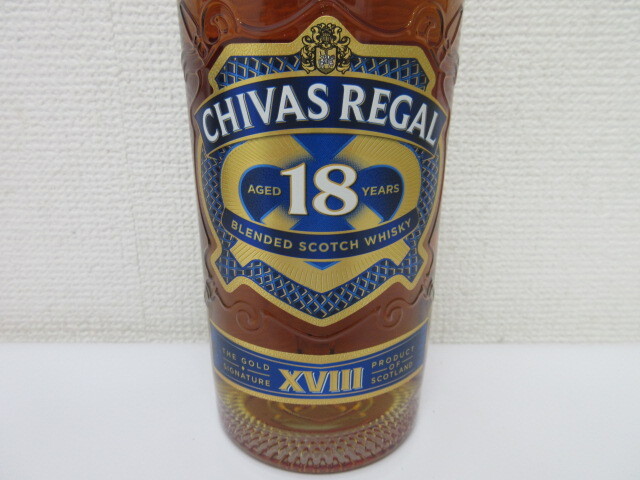 CHIVAS REGAL
AGED 18 YEARS
BLENDED SCOTCH WHISKY
THE GOLD
SIGNATURE
XVIII
PRODUCT
OF
SCOTLAND